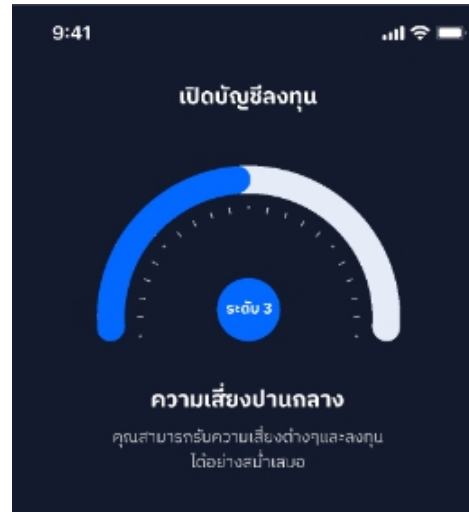 9:41
เปิดบัญชีลงทุน
ระดับ 3
ความเสี่ยงปานกลาง
คุณสามารถรับความเสี่ยงต่างๆและลงทุน
ได้อย่างสม่ำเสมอ